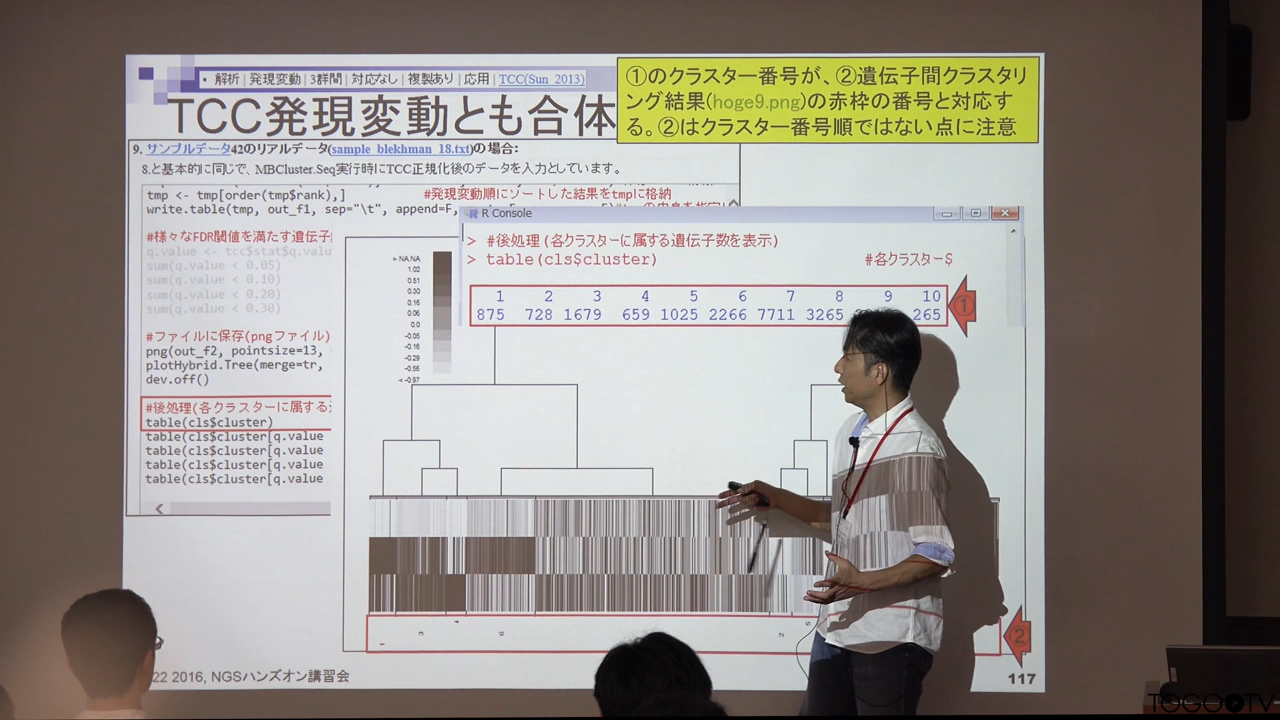 • 解析 | 発現変動 | 3群間 | 対応なし | 複製あり | 応用 | TCC(Sun_2013)
TCC発現変動とも合体
①のクラスター番号が、②遺伝子間クラスタリ
ング結果(hoge9.png)の赤枠の番号と対応す
る。②はクラスター番号順ではない点に注意
9. サンプルデータ42のリアルデータ(sample_blekhman_18.txt)の場合:
8.と基本的に同じで、MBCluster.Seq実行時にTCC正規化後のデータを入力としています。
tmp <- tmp[order(tmp$rank),] #発現変動順にソートした結果をtmpに格納
write.table(tmp, out_f1, sep="\t", append=F,
#様々なFDR閾値を満たす遺伝子
q.value <- tcc$stat$q.valu
sum(q.value < 0.05)
sum(q.value < 0.10)
sum(q.value < 0.20)
sum(q.value < 0.30)
#ファイルに保存(pngファイル)
png(out_f2, pointsize=13,
plotHybrid.Tree(merge=tr,
dev.off()
#後処理(各クラスターに属する
table(cls$cluster)
table(cls$cluster[q.value
table(cls$cluster[q.value
table(cls$cluster[q.value
table(cls$cluster[q.value
R Console
> #後処理(各クラスターに属する遺伝子数を表示)
> table(cls$cluster) #各クラスター$
1 2 3 4 5 6 7 8 9 10
875 728 1679 659 1025 2266 7711 3265 265
①
> NA.NA
1.02
0.51
0.30
0.16
0.06
0.0
-0.05
-0.16
-0.29
-0.56
< -0.97
②
22 2016, NGSハンズオン講習会
117
TOGOTV